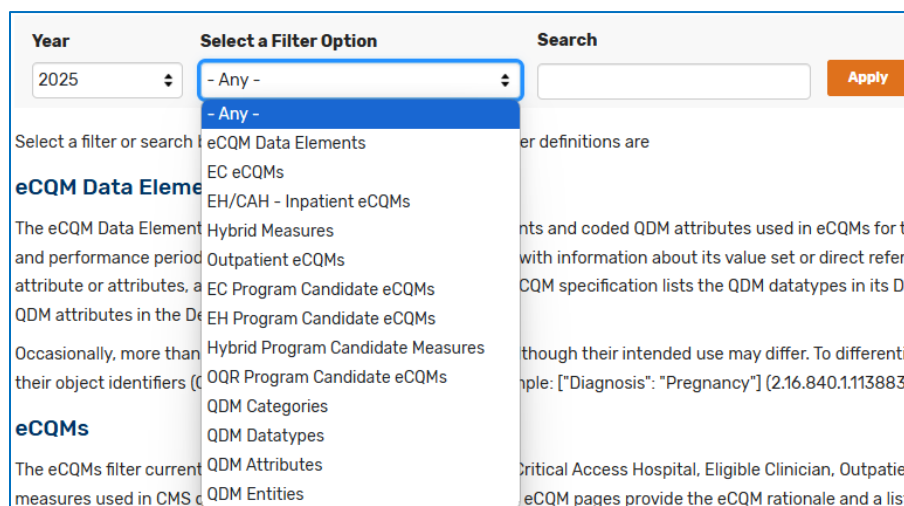 Year
Select a Filter Option
Search
2025
- Any -
Apply
- Any -
eCQM Data Elements
EC eCQMs
EH/CAH - Inpatient eCQMs
Hybrid Measures
Outpatient eCQMs
EC Program Candidate eCQMs
EH Program Candidate eCQMs
Hybrid Program Candidate Measures
OQR Program Candidate eCQMs
QDM Categories
QDM Datatypes
QDM Attributes
QDM Entities
Select a filter or search er definitions are
eCQM Data Eleme
The eCQM Data Element nts and coded QDM attributes used in eCQMs for
and performance period with information about its value set or direct refer
attribute or attributes, a CQM specification lists the QDM datatypes in its D
QDM attributes in the De
Occasionally, more than though their intended use may differ. To differenti
their object identifiers ( nple: ["Diagnosis": "Pregnancy"] (2.16.840.1.113883
eCQMs
The eCQMs filter current Critical Access Hospital, Eligible Clinician, Outpatie
measures used in CMS eCQM pages provide the eCQM rationale and a list